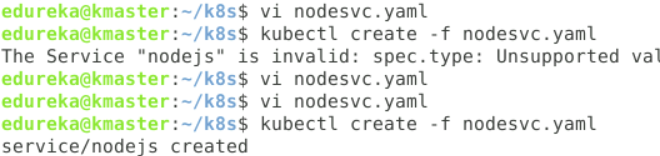 edureka@kmaster:~/k8s$ vi nodesvc.yaml
edureka@kmaster:~/k8s$ kubectl create -f nodesvc.yaml
The Service "nodejs" is invalid: spec.type: Unsupported val
edureka@kmaster:~/k8s$ vi nodesvc.yaml
edureka@kmaster:~/k8s$ vi nodesvc.yaml
edureka@kmaster:~/k8s$ kubectl create -f nodesvc.yaml
service/nodejs created